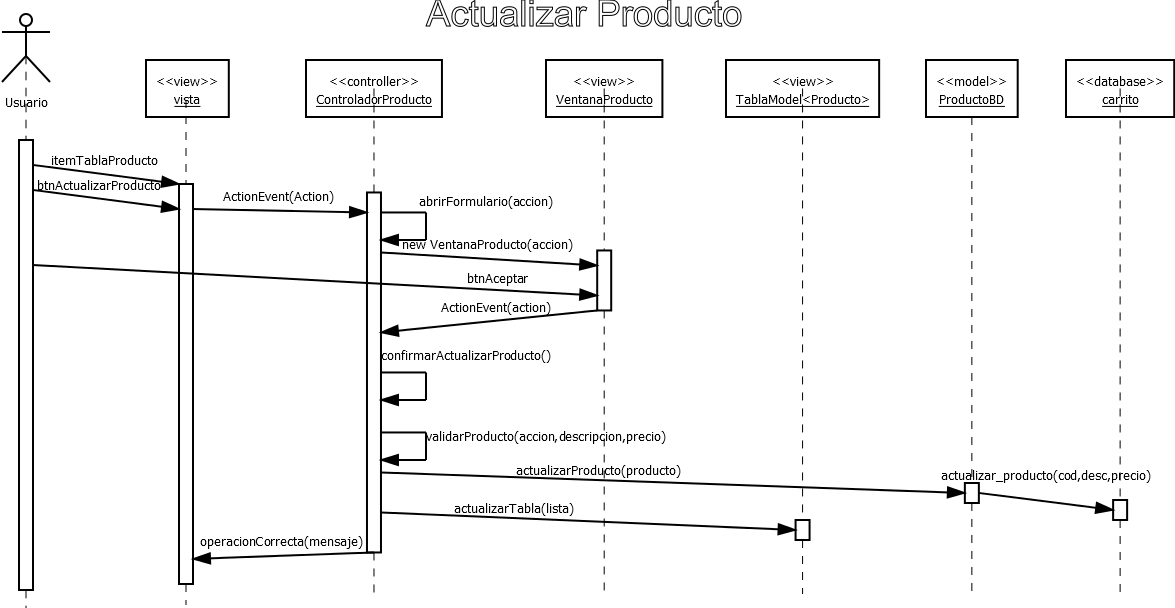 Actualizar Producto
Usuario
<<view>>
vista
<<controller>>
ControladorProducto
<<view>>
VentanaProducto
<<view>>
TablaModel<Producto>
<<model>>
ProductoBD
<<database>>
carrito
itemTablaProducto
btnActualizarProducto
ActionEvent(Action)
abrirFormulario(accion)
new VentanaProducto(accion)
btnAceptar
ActionEvent(action)
confirmarActualizarProducto()
validarProducto(accion,descripcion,precio)
actualizarProducto(producto)
actualizar_producto(cod,desc,precio)
actualizarTabla(lista)
operacionCorrecta(mensaje)